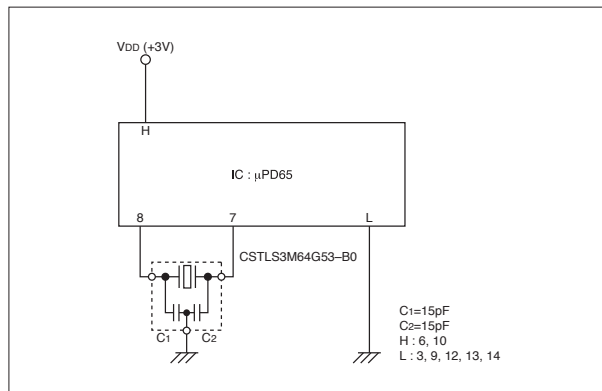 VDD (+3V)
H
IC : µPD65
8
7
L
CSTLS3M64G53–B0
C1
C2
C1=15pF
C2=15pF
H : 6, 10
L : 3, 9, 12, 13, 14